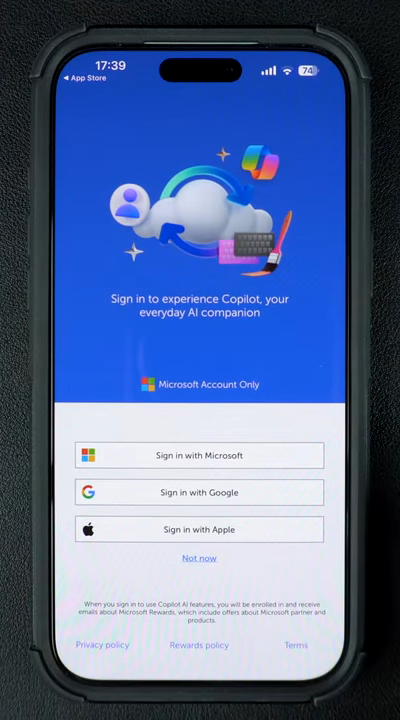 17:39
74
◀ App Store
Sign in to experience Copilot, your
everyday AI companion
Microsoft Account Only
Sign in with Microsoft
Sign in with Google
Sign in with Apple
Not now
When you sign in to use Copilot AI features, you will be enrolled in and receive
emails about Microsoft Rewards, which include offers about Microsoft partner and
products.
Privacy policy
Rewards policy
Terms